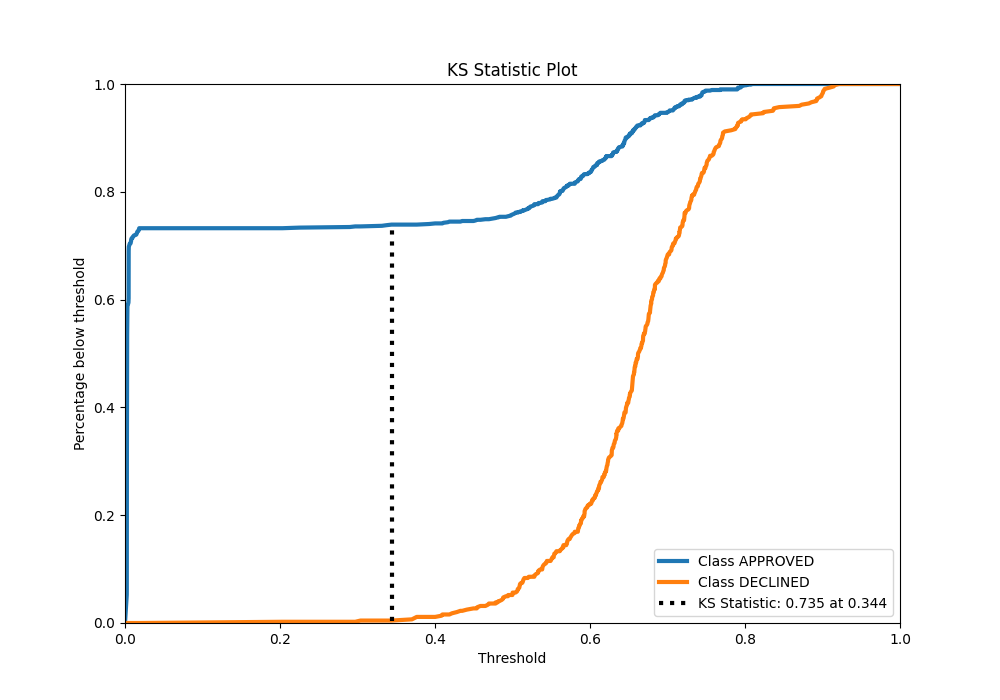 KS Statistic Plot
1.0
0.8
0.6
0.4
0.2
0.0
Percentage below threshold
0.0 0.2 0.4 0.6 0.8 1.0
Threshold
Class APPROVED
Class DECLINED
KS Statistic: 0.735 at 0.344